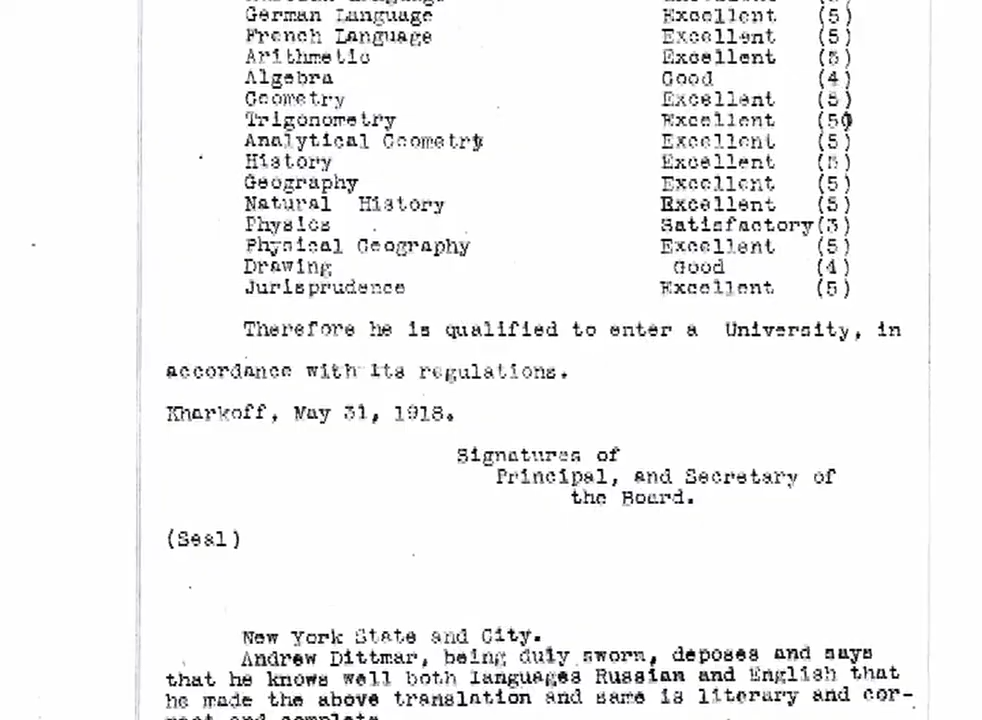 German Language Excellent (5)
French Language Excellent (5)
Arithmetic Excellent (5)
Algebra Good (4)
Geometry Excellent (5)
Trigonometry Excellent (5)
Analytical Geometry Excellent (5)
History Excellent (5)
Geography Excellent (5)
Natural History Excellent (5)
Physics Satisfactory(3)
Physical Geography Excellent (5)
Drawing Good (4)
Jurisprudence Excellent (5)
Therefore he is qualified to enter a University, in
accordance with its regulations.
Kharkoff, May 31, 1918.
Signatures of
Principal, and Secretary of
the Board.
(Seal)
New York State and City.
Andrew Dittmar, being duly sworn, deposes and says
that he knows well both languages Russian and English that
he made the above translation and same is literary and cor-
rect and complete.